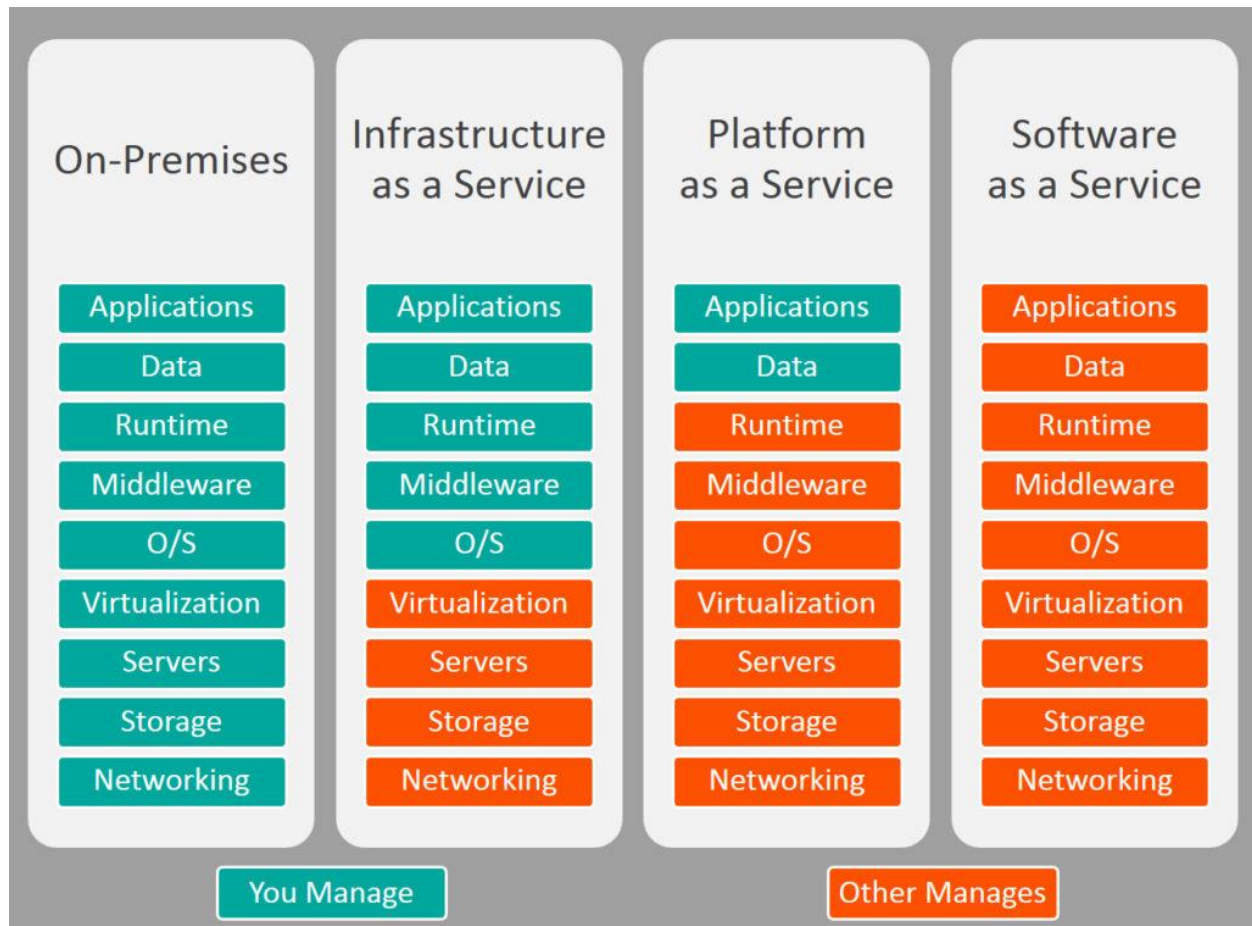 On-Premises
Applications
Data
Runtime
Middleware
O/S
Virtualization
Servers
Storage
Networking
Infrastructure
as a Service
Applications
Data
Runtime
Middleware
O/S
Virtualization
Servers
Storage
Networking
Platform
as a Service
Applications
Data
Runtime
Middleware
O/S
Virtualization
Servers
Storage
Networking
Software
as a Service
Applications
Data
Runtime
Middleware
O/S
Virtualization
Servers
Storage
Networking
You Manage
Other Manages